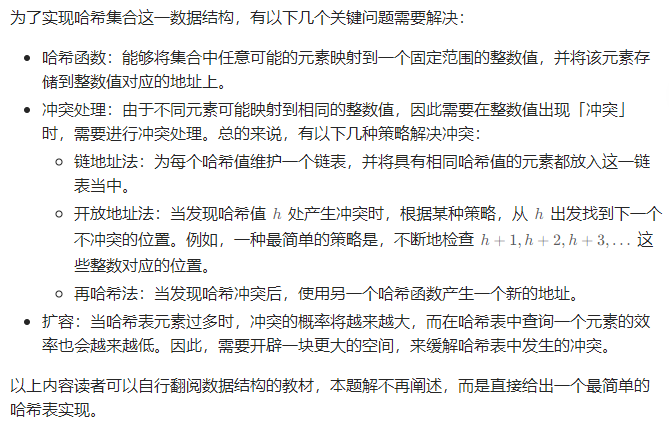 为了实现哈希集合这一数据结构，有以下几个关键问题需要解决：
• 哈希函数：能够将集合中任意可能的元素映射到一个固定范围的整数值，并将该元素存
储到整数值对应的地址上。
• 冲突处理：由于不同元素可能映射到相同的整数值，因此需要在整数值出现「冲突」
时，需要进行冲突处理。总的来说，有以下几种策略解决冲突：
◦ 链地址法：为每个哈希值维护一个链表，并将具有相同哈希值的元素都放入这一链
表当中。
◦ 开放地址法：当发现哈希值 h 处产生冲突时，根据某种策略，从 h 出发找到下一个
不冲突的位置。例如，一种最简单的策略是，不断地检查 h + 1, h + 2, h + 3, … 这
些整数对应的位置。
◦ 再哈希法：当发现哈希冲突后，使用另一个哈希函数产生一个新的地址。
• 扩容：当哈希表元素过多时，冲突的概率将越来越大，而在哈希表中查询一个元素的效
率也会越来越低。因此，需要开辟一块更大的空间，来缓解哈希表中发生的冲突。
以上内容读者可以自行翻阅数据结构的教材，本题解不再阐述，而是直接给出一个最简单的
哈希表实现。